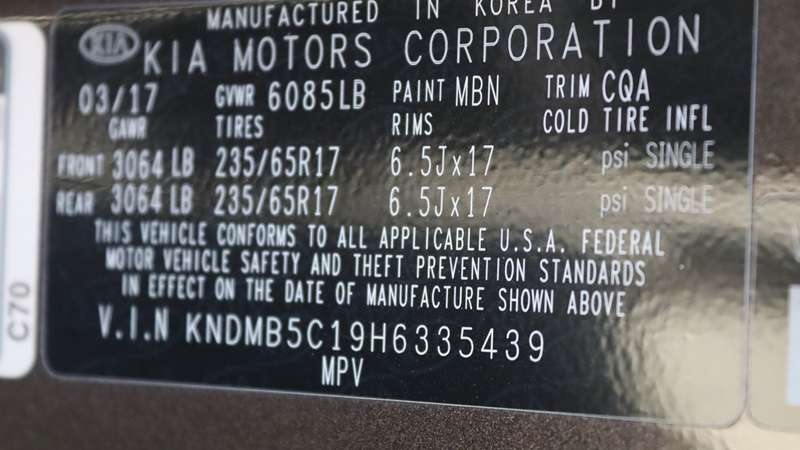 MANUFACTURED IN KOREA BY
KIA KIA MOTORS CORPORATION
03/17 GVWR 6085LB PAINT MBN TRIM CQA
GAWR TIRES RIMS COLD TIRE INFL
FRONT 3064 LB 235/65R17 6.5Jx17 psi SINGLE
REAR 3064 LB 235/65R17 6.5Jx17 psi SINGLE
THIS VEHICLE CONFORMS TO ALL APPLICABLE U.S.A. FEDERAL
MOTOR VEHICLE SAFETY AND THEFT PREVENTION STANDARDS
IN EFFECT ON THE DATE OF MANUFACTURE SHOWN ABOVE
V.I.N KNDMB5C19H6335439
MPV
C70